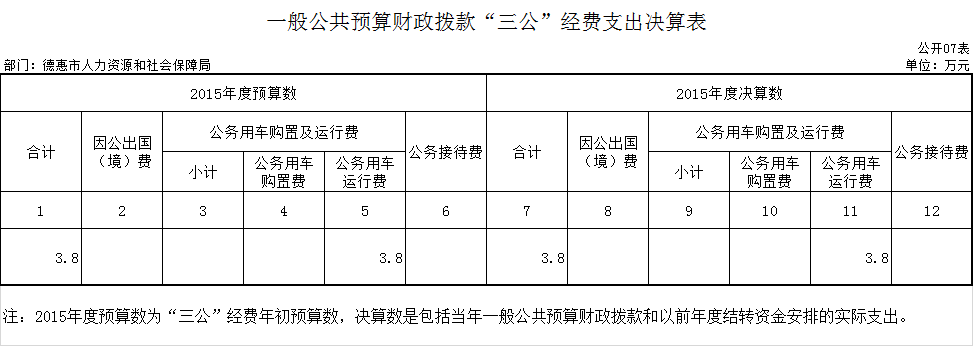 一般公共预算财政拨款“三公”经费支出决算表
公开07表
部门：德惠市人力资源和社会保障局 单位：万元
2015年度预算数 2015年度决算数
合计 因公出国（境）费 公务用车购置及运行费 公务接待费 合计 因公出国（境）费 公务用车购置及运行费 公务接待费
小计 公务用车购置费 公务用车运行费 小计 公务用车购置费 公务用车运行费
1 2 3 4 5 6 7 8 9 10 11 12
3.8 3.8 3.8 3.8
注：2015年度预算数为“三公”经费年初预算数，决算数是包括当年一般公共预算财政拨款和以前年度结转资金安排的实际支出。